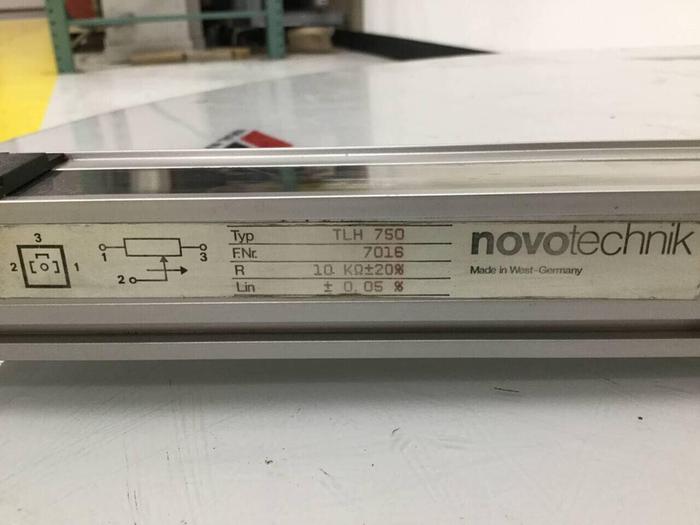 3
2
1
1
3
2
Typ TLH 750
F.Nr. 7016
R 10 KΩ±20%
Lin ± 0,05 %
novotechnik
Made in West-Germany